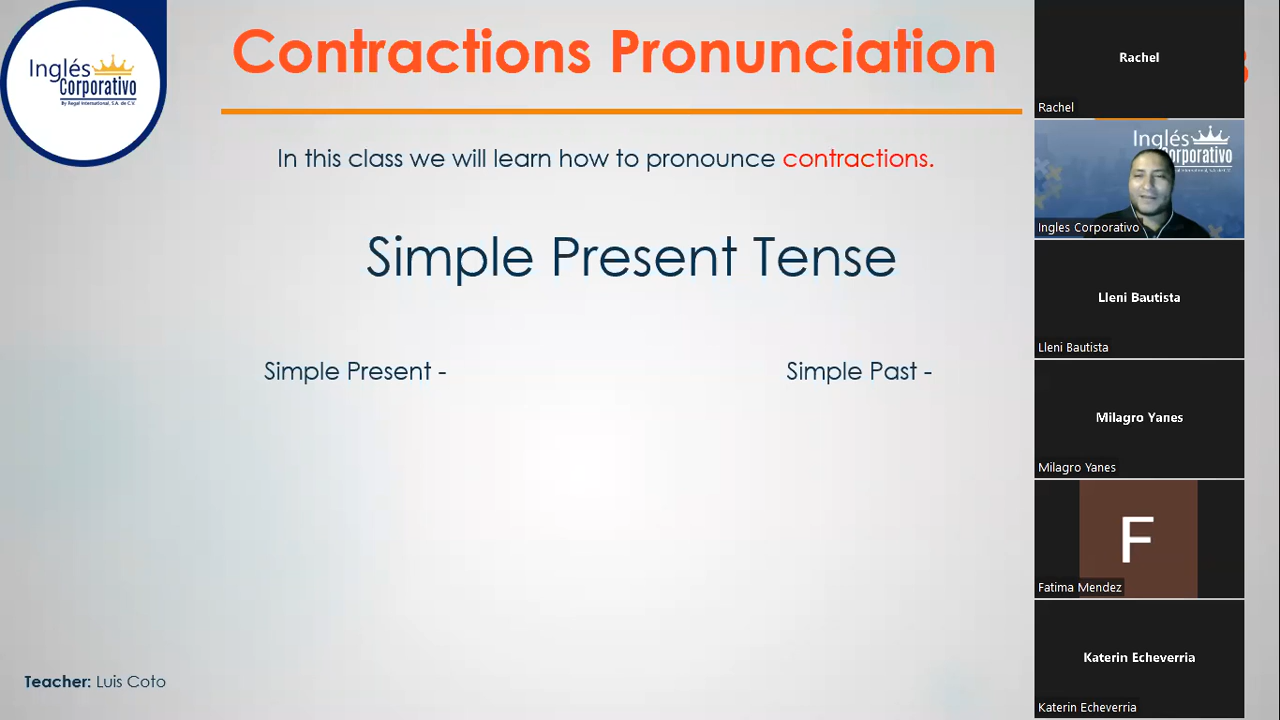 Inglés
Corporativo
By Regal International, S.A. de C.V.
Contractions Pronunciation
In this class we will learn how to pronounce contractions.
Simple Present Tense
Simple Present -
Simple Past -
Teacher: Luis Coto
Rachel
Rachel
Inglés
Corporativo
Ingles Corporativo
Lleni Bautista
Lleni Bautista
Milagro Yanes
Milagro Yanes
F
Fatima Mendez
Katerin Echeverria
Katerin Echeverria